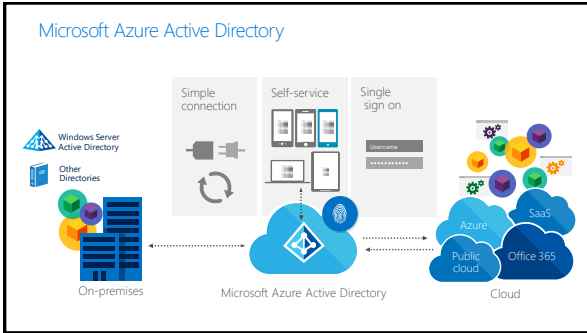 Microsoft Azure Active Directory
Simple
connection
Self-service
Single
sign on
Username
***********
Windows Server
Active Directory
Other
Directories
Azure
SaaS
Public
cloud
Office 365
On-premises
Microsoft Azure Active Directory
Cloud